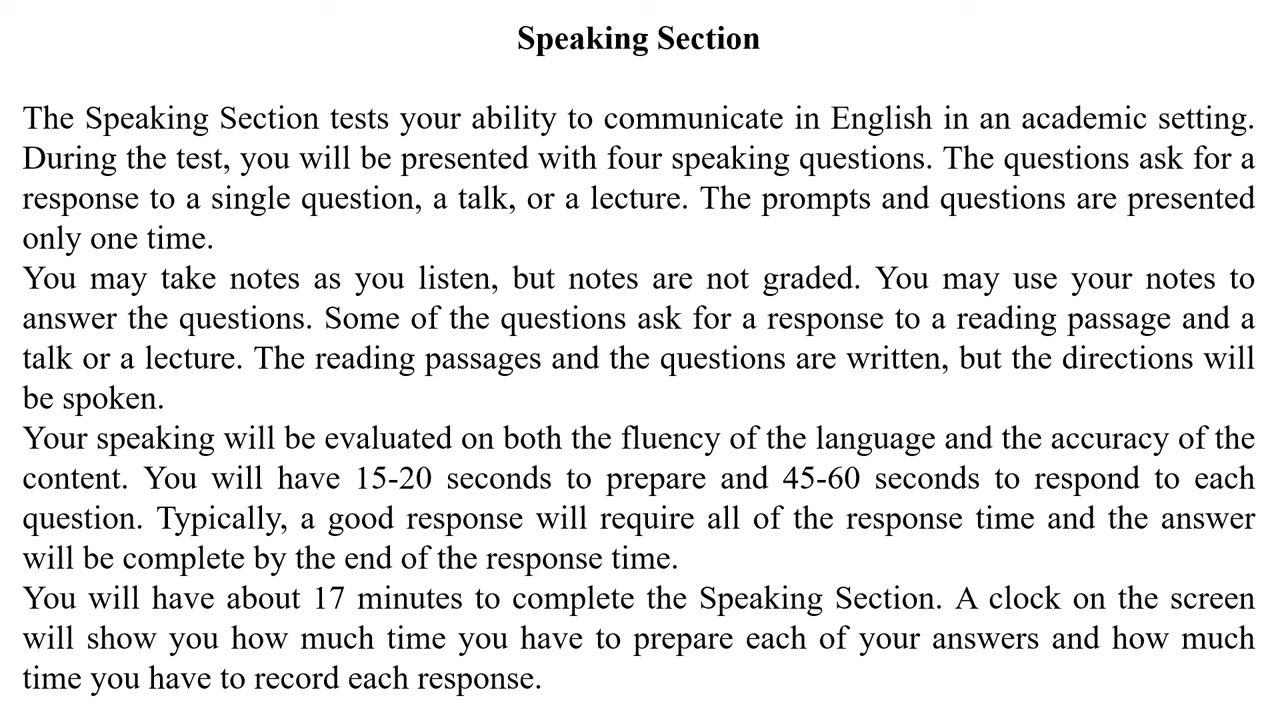 Speaking Section
The Speaking Section tests your ability to communicate in English in an academic setting.
During the test, you will be presented with four speaking questions. The questions ask for a
response to a single question, a talk, or a lecture. The prompts and questions are presented
only one time.
You may take notes as you listen, but notes are not graded. You may use your notes to
answer the questions. Some of the questions ask for a response to a reading passage and a
talk or a lecture. The reading passages and the questions are written, but the directions will
be spoken.
Your speaking will be evaluated on both the fluency of the language and the accuracy of the
content. You will have 15-20 seconds to prepare and 45-60 seconds to respond to each
question. Typically, a good response will require all of the response time and the answer
will be complete by the end of the response time.
You will have about 17 minutes to complete the Speaking Section. A clock on the screen
will show you how much time you have to prepare each of your answers and how much
time you have to record each response.